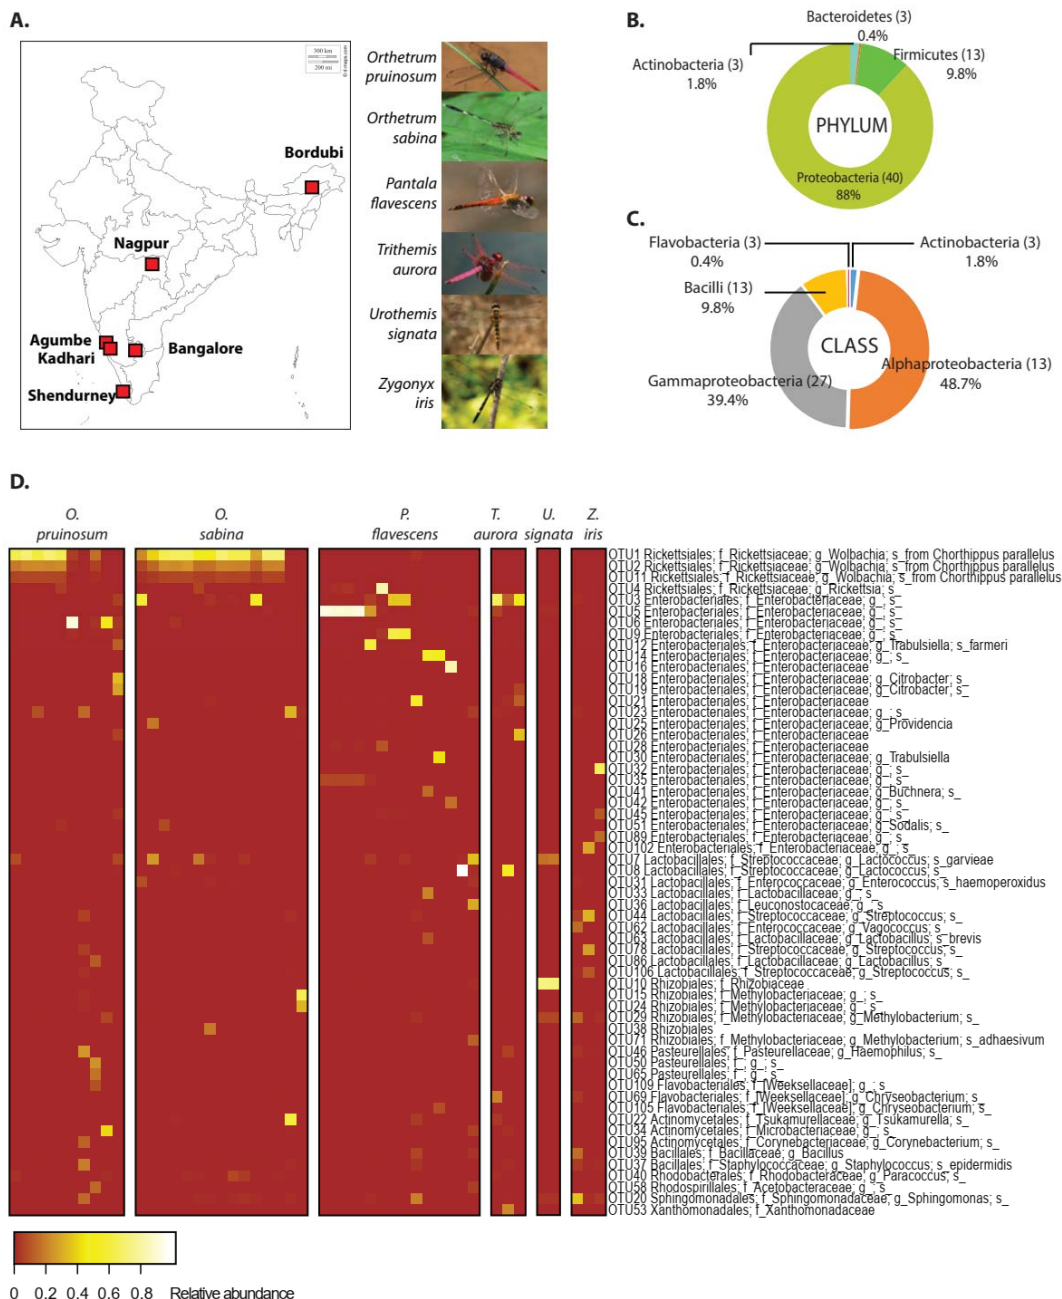 A.
300 km
200 mi
© d-maps.com
Bordubi
Nagpur
Agumbe
Kadhari
Bangalore
Shendurney
Orthetrum
pruinosum
Orthetrum
sabina
Pantala
flavescens
Trithemis
aurora
Urothemis
signata
Zygonyx
iris
B.
Bacteroidetes (3)
0.4%
Actinobacteria (3)
1.8%
Firmicutes (13)
9.8%
PHYLUM
Proteobacteria (40)
88%
C.
Flavobacteria (3)
0.4%
Actinobacteria (3)
1.8%
Bacilli (13)
9.8%
CLASS
Alphaproteobacteria (13)
48.7%
Gammaproteobacteria (27)
39.4%
D.
O.
pruinosum
O.
sabina
P.
flavescens
T.
aurora
U.
signata
Z.
iris
OTU1 Rickettsiales; f_Rickettsiaceae; g_Wolbachia; s_from Chorthippus parallelus
OTU2 Rickettsiales; f_Rickettsiaceae; g_Wolbachia; s_from Chorthippus parallelus
OTU11 Rickettsiales; f_Rickettsiaceae; g_Wolbachia; s_from Chorthippus parallelus
OTU4 Rickettsiales; f_Rickettsiaceae; g_Rickettsia; s_
OTU3 Enterobacteriales; f_Enterobacteriaceae; g_; s_
OTU5 Enterobacteriales; f_Enterobacteriaceae; g_; s_
OTU6 Enterobacteriales; f_Enterobacteriaceae; g_; s_
OTU9 Enterobacteriales; f_Enterobacteriaceae; g_; s_
OTU12 Enterobacteriales; f_Enterobacteriaceae; g_Trabulsiella; s_farmeri
OTU14 Enterobacteriales; f_Enterobacteriaceae; g_; s_
OTU16 Enterobacteriales; f_Enterobacteriaceae
OTU18 Enterobacteriales; f_Enterobacteriaceae; g_Citrobacter; s_
OTU19 Enterobacteriales; f_Enterobacteriaceae; g_Citrobacter; s_
OTU21 Enterobacteriales; f_Enterobacteriaceae
OTU23 Enterobacteriales; f_Enterobacteriaceae; g_; s_
OTU25 Enterobacteriales; f_Enterobacteriaceae; g_Providencia
OTU26 Enterobacteriales; f_Enterobacteriaceae
OTU28 Enterobacteriales; f_Enterobacteriaceae
OTU30 Enterobacteriales; f_Enterobacteriaceae; g_Trabulsiella
OTU32 Enterobacteriales; f_Enterobacteriaceae; g_; s_
OTU35 Enterobacteriales; f_Enterobacteriaceae; g_; s_
OTU41 Enterobacteriales; f_Enterobacteriaceae; g_Buchnera; s_
OTU42 Enterobacteriales; f_Enterobacteriaceae; g_; s_
OTU45 Enterobacteriales; f_Enterobacteriaceae; g_; s_
OTU51 Enterobacteriales; f_Enterobacteriaceae; g_Sodalis; s_
OTU89 Enterobacteriales; f_Enterobacteriaceae; g_; s_
OTU102 Enterobacteriales; f_Enterobacteriaceae; g_; s_
OTU7 Lactobacillales; f_Streptococcaceae; g_Lactococcus; s_garvieae
OTU8 Lactobacillales; f_Streptococcaceae; g_Lactococcus; s_
OTU31 Lactobacillales; f_Enterococcaceae; g_Enterococcus; s_haemoperoxidus
OTU33 Lactobacillales; f_Lactobacillaceae; g_; s_
OTU36 Lactobacillales; f_Leuconostocaceae; g_; s_
OTU44 Lactobacillales; f_Streptococcaceae; g_Streptococcus; s_
OTU62 Lactobacillales; f_Enterococcaceae; g_Vagococcus; s_
OTU63 Lactobacillales; f_Lactobacillaceae; g_Lactobacillus; s_brevis
OTU78 Lactobacillales; f_Streptococcaceae; g_Streptococcus; s_
OTU86 Lactobacillales; f_Lactobacillaceae; g_Lactobacillus; s_
OTU106 Lactobacillales; f_Streptococcaceae; g_Streptococcus; s_
OTU10 Rhizobiales; f_Rhizobiaceae
OTU15 Rhizobiales; f_Methylobacteriaceae; g_; s_
OTU24 Rhizobiales; f_Methylobacteriaceae; g_; s_
OTU29 Rhizobiales; f_Methylobacteriaceae; g_Methylobacterium; s_
OTU38 Rhizobiales
OTU71 Rhizobiales; f_Methylobacteriaceae; g_Methylobacterium; s_adhaesivum
OTU46 Pasteurellales; f_Pasteurellaceae; g_Haemophilus; s_
OTU50 Pasteurellales; f_; g_; s_
OTU65 Pasteurellales; f_; g_; s_
OTU109 Flavobacteriales; f_[Weeksellaceae]; g_; s_
OTU69 Flavobacteriales; f_[Weeksellaceae]; g_Chryseobacterium; s_
OTU105 Flavobacteriales; f_[Weeksellaceae]; g_Chryseobacterium; s_
OTU22 Actinomycetales; f_Tsukamurellaceae; g_Tsukamurella; s_
OTU34 Actinomycetales; f_Microbacteriaceae; g_; s_
OTU95 Actinomycetales; f_Corynebacteriaceae; g_Corynebacterium; s_
OTU39 Bacillales; f_Bacillaceae; g_Bacillus
OTU37 Bacillales; f_Staphylococcaceae; g_Staphylococcus; s_epidermidis
OTU40 Rhodobacterales; f_Rhodobacteraceae; g_Paracoccus; s_
OTU58 Rhodospirillales; f_Acetobacteraceae; g_; s_
OTU20 Sphingomonadales; f_Sphingomonadaceae; g_Sphingomonas; s_
OTU53 Xanthomonadales; f_Xanthomonadaceae
0 0.2 0.4 0.6 0.8 Relative abundance